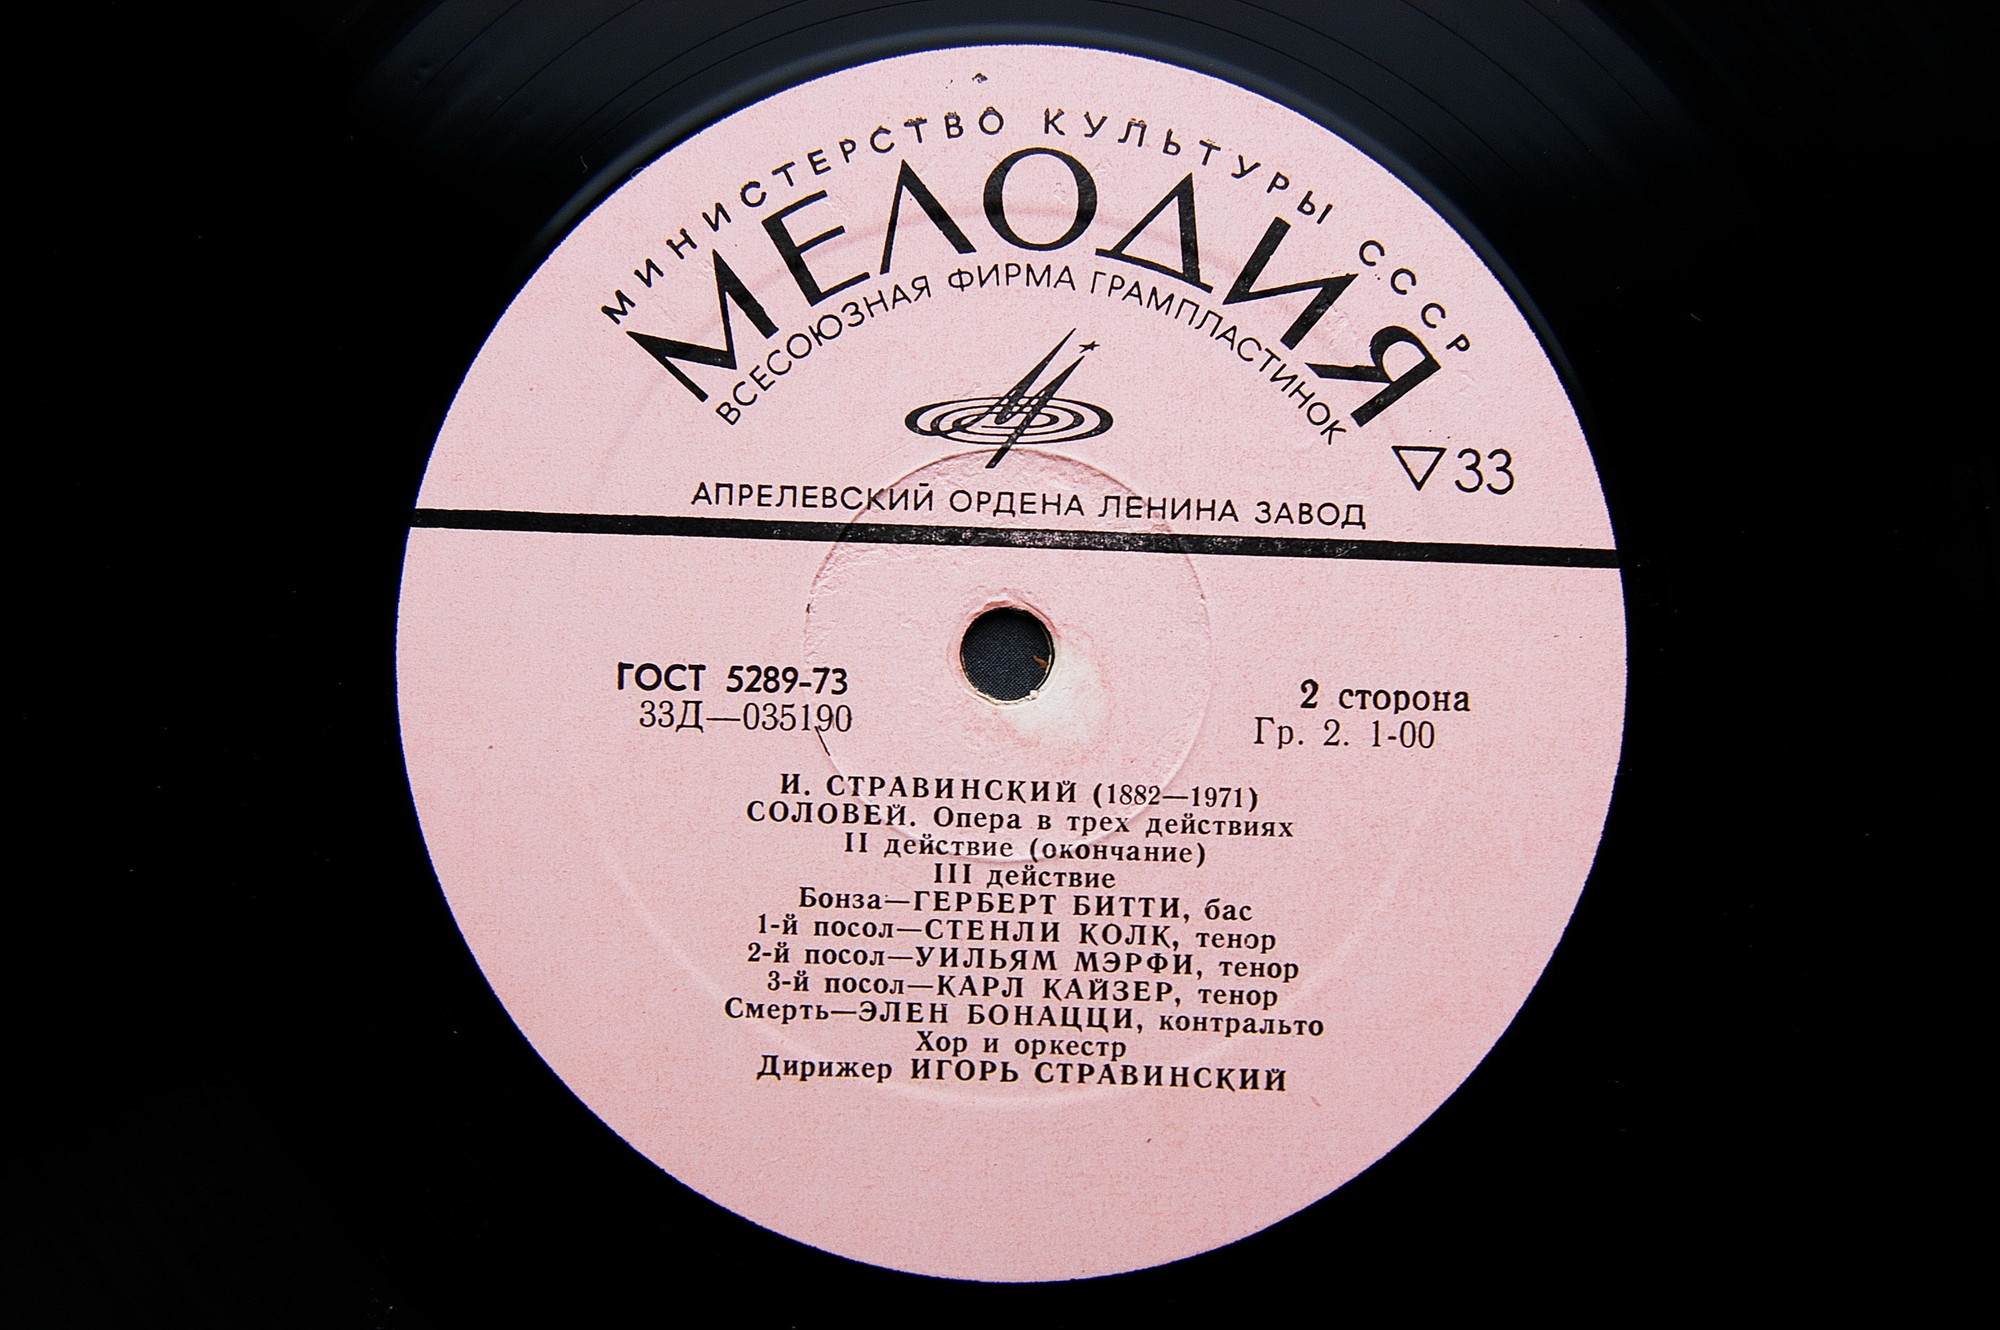 МИНИСТЕРСТВО КУЛЬТУРЫ СССР
МЕЛОДИЯ
ВСЕСОЮЗНАЯ ФИРМА ГРАМПЛАСТИНОК
▽33
АПРЕЛЕВСКИЙ ОРДЕНА ЛЕНИНА ЗАВОД
ГОСТ 5289-73
33Д—035190
2 сторона
Гр. 2. 1-00
И. СТРАВИНСКИЙ (1882—1971)
СОЛОВЕЙ. Опера в трех действиях
II действие (окончание)
III действие
Бонза—ГЕРБЕРТ БИТТИ, бас
1-й посол—СТЕНЛИ КОЛК, тенор
2-й посол—УИЛЬЯМ МЭРФИ, тенор
3-й посол—КАРЛ КАЙЗЕР, тенор
Смерть—ЭЛЕН БОНАЦЦИ, контральто
Хор и оркестр
Дирижер ИГОРЬ СТРАВИНСКИЙ